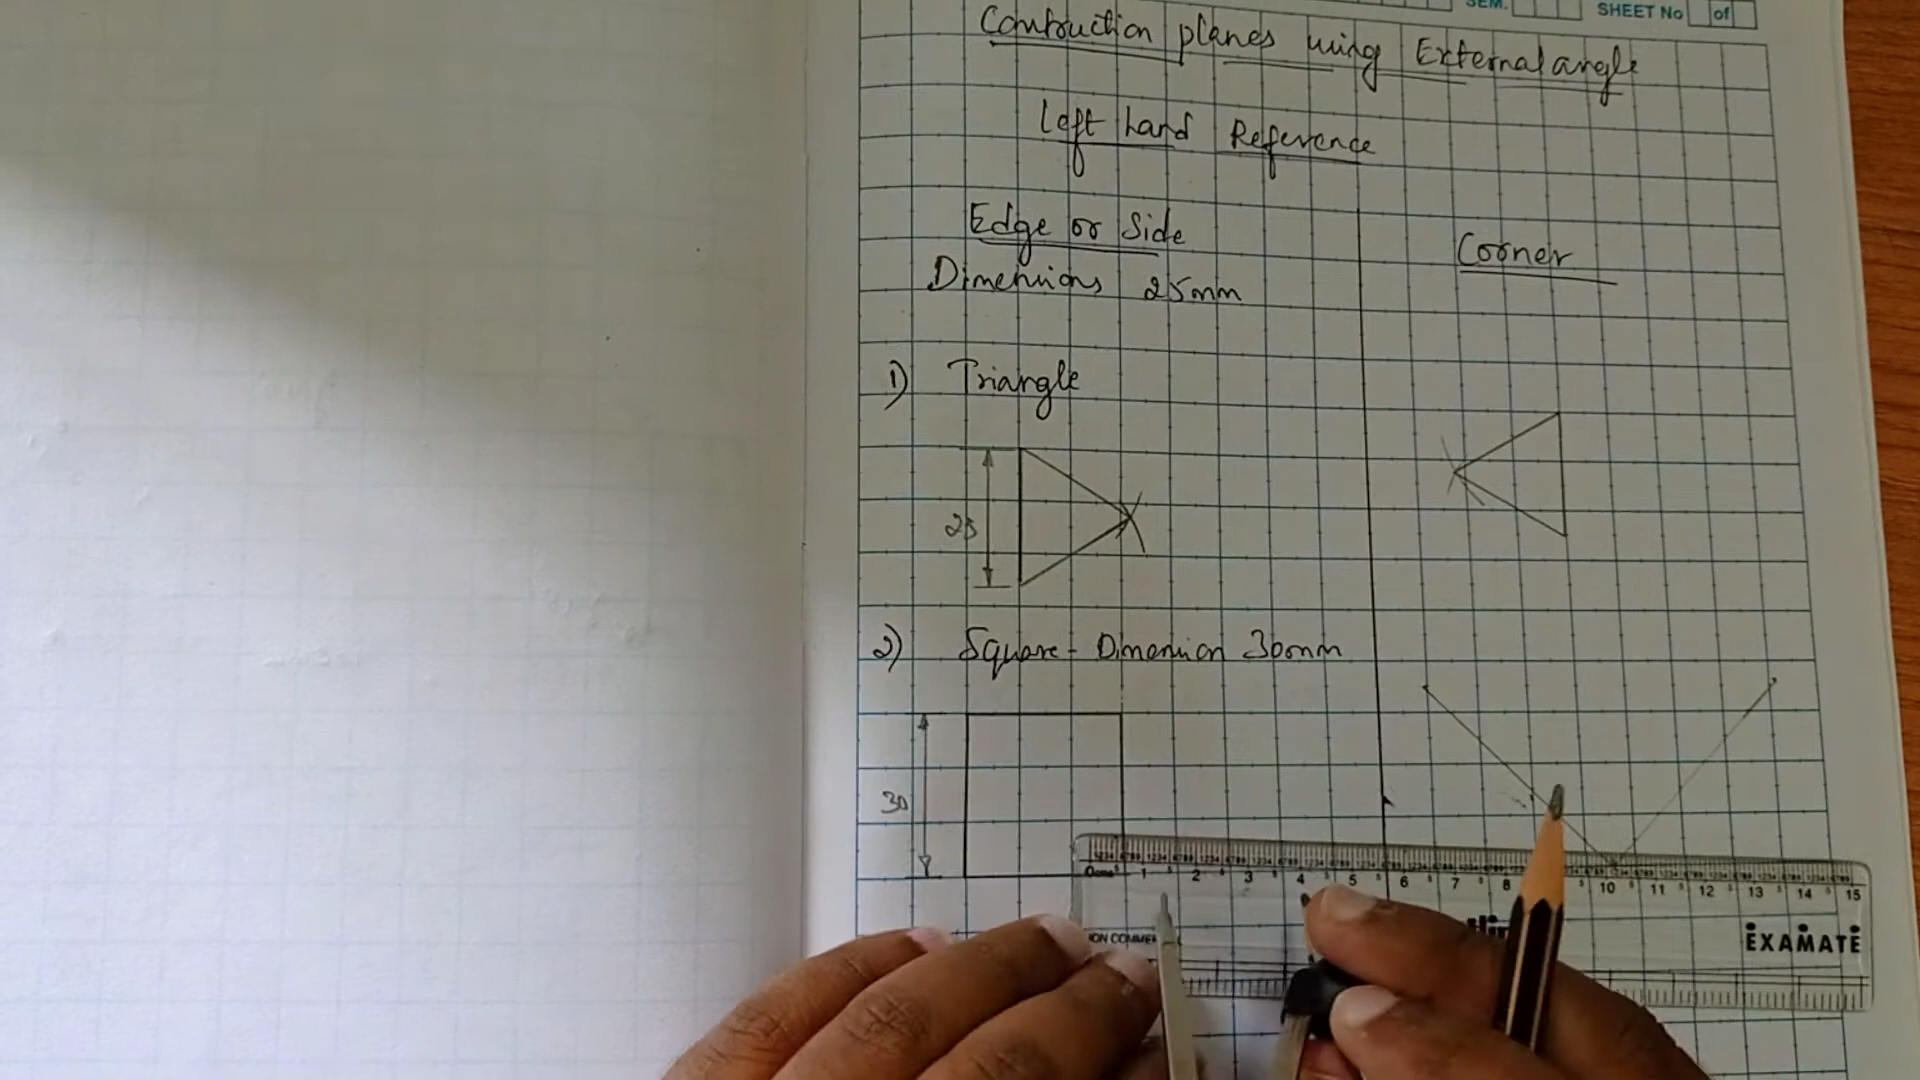 SEM. SHEET No of
Construction planes using External angle
Left hand Reference
Edge or Side
Corner
Dimensions 25mm
1) Triangle
25
2) Square - Dimension 30mm
30
0cms 1 2 3 4 5 6 7 8 10 11 12 13 14 15
EXAMATE